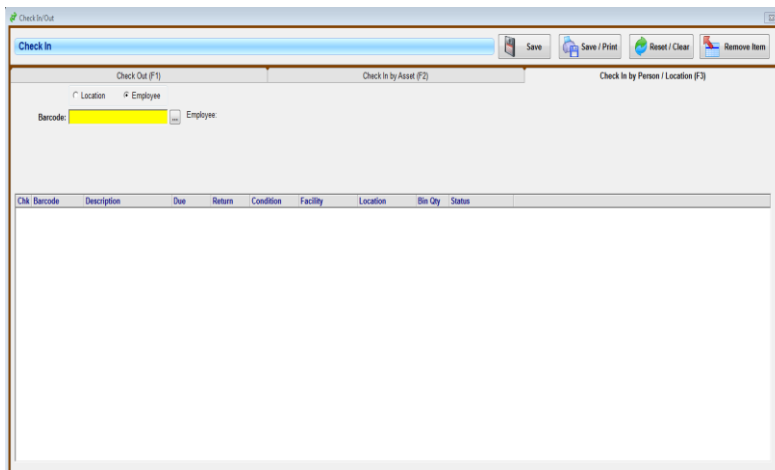 Check In/Out
Check In
Save
Save / Print
Reset / Clear
Remove Item
Check Out (F1)
Check In by Asset (F2)
Check In by Person / Location (F3)
Location
Employee
Barcode:
...
Employee:
Chk Barcode Description Due Return Condition Facility Location Bin Qty Status